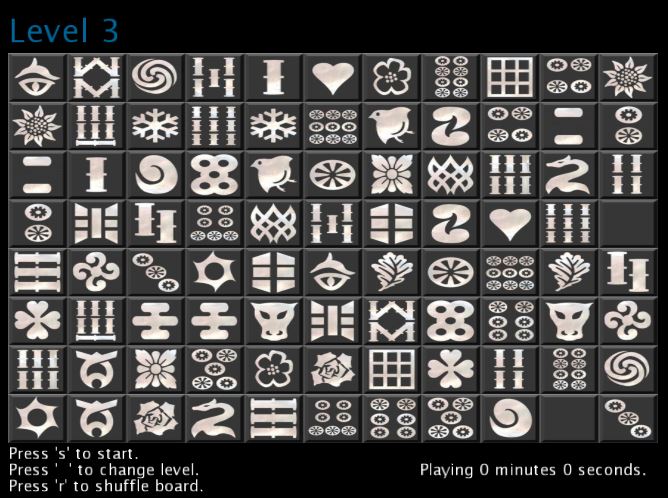 Level 3
Press 's' to start.
Press ' ' to change level.
Playing 0 minutes 0 seconds.
Press 'r' to shuffle board.